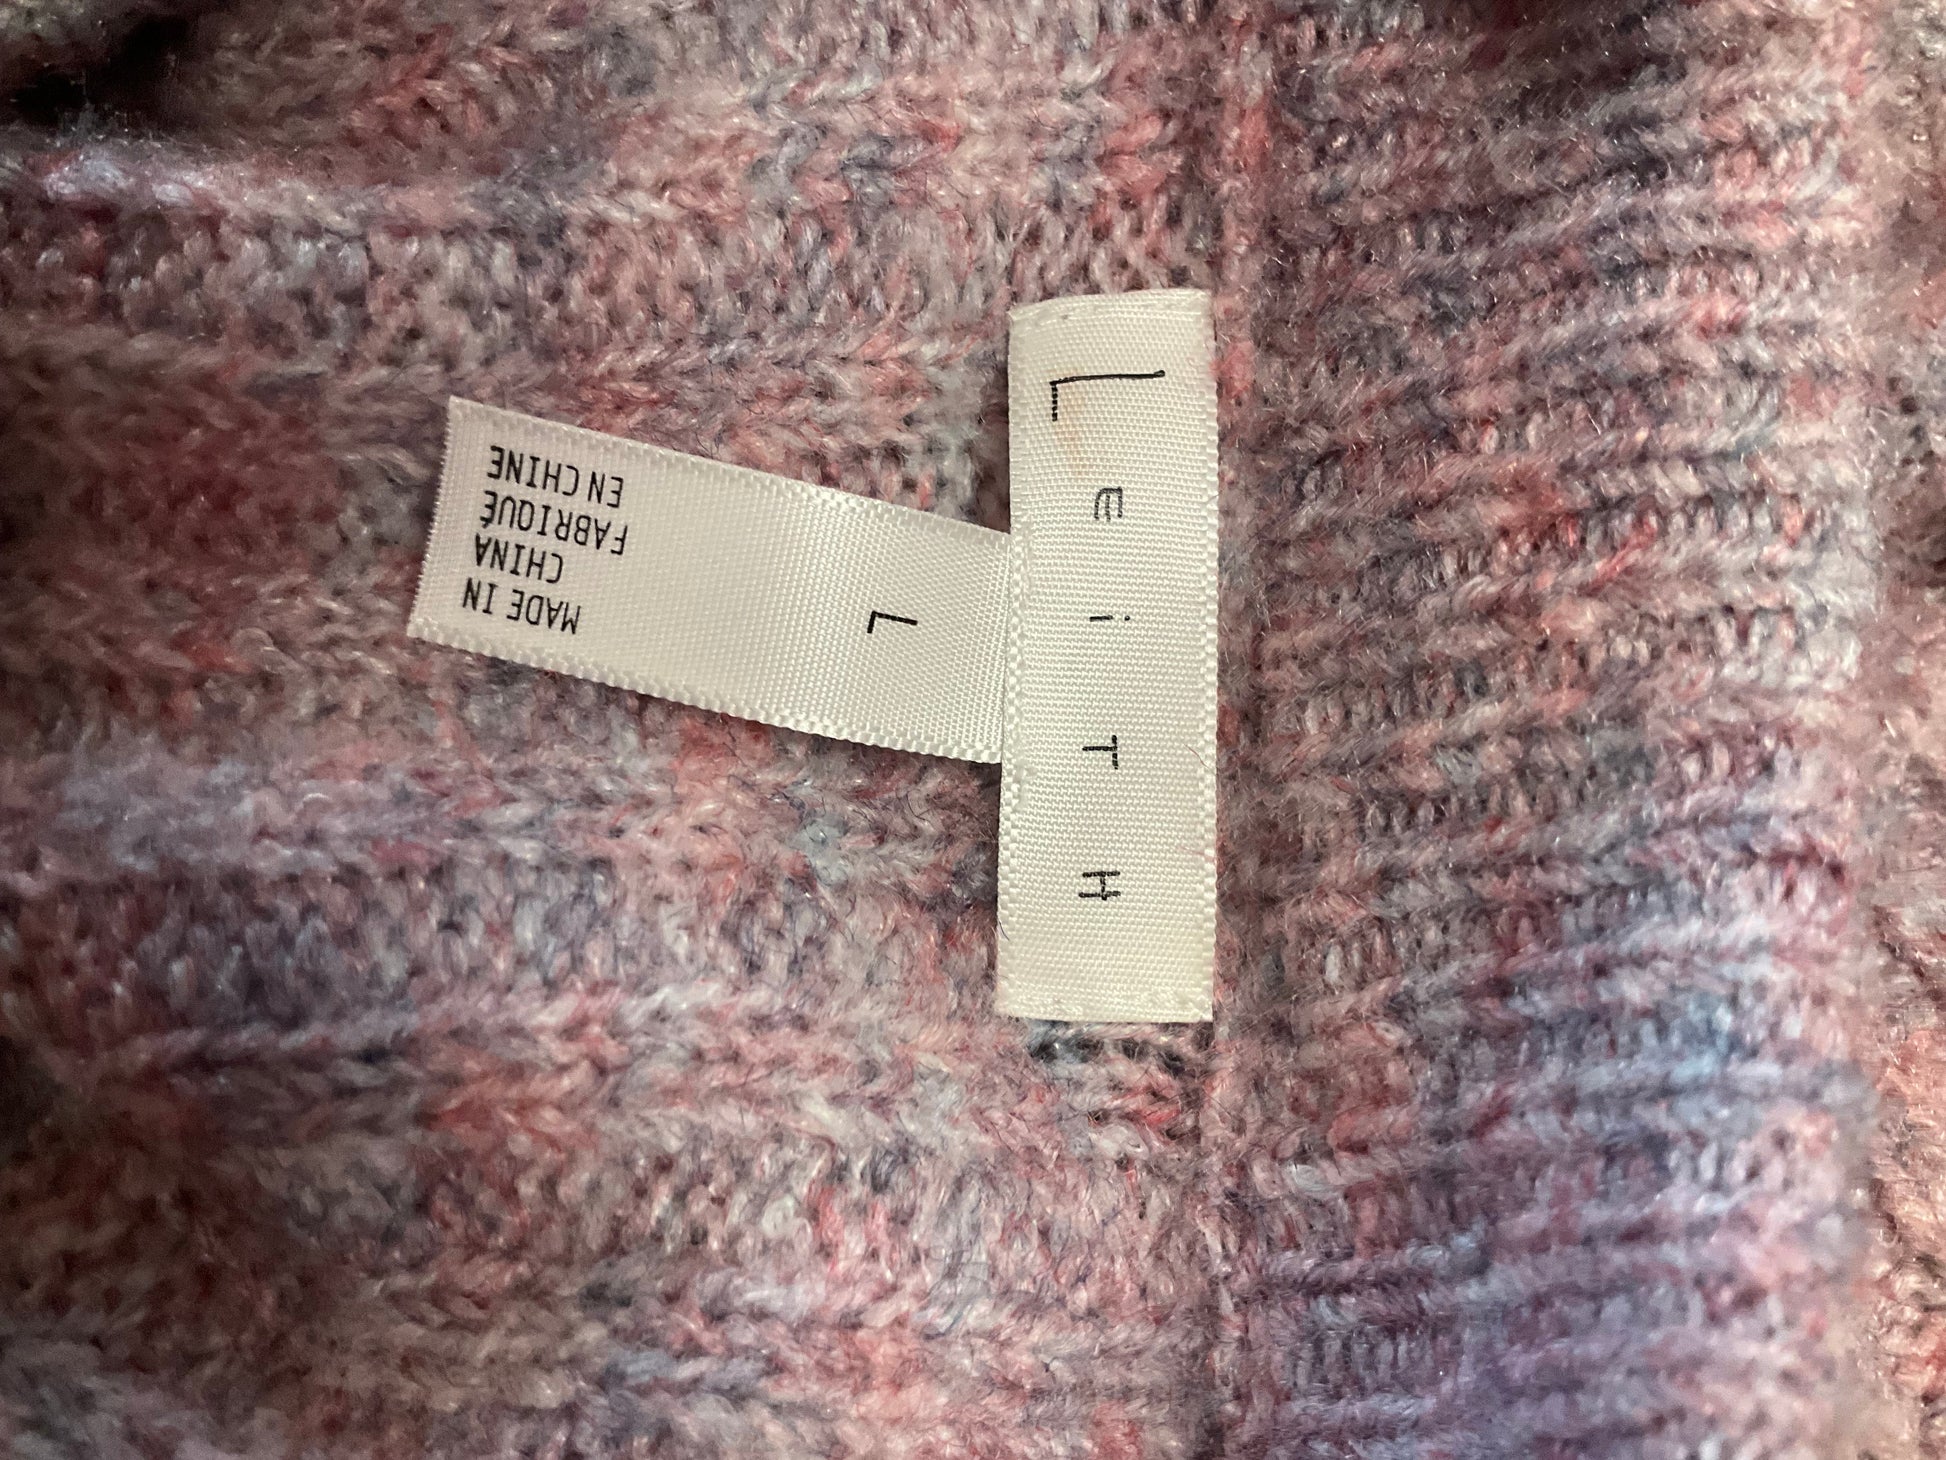 LeiTH
L
MADE IN
CHINA
FABRIQUÉ
EN CHINE